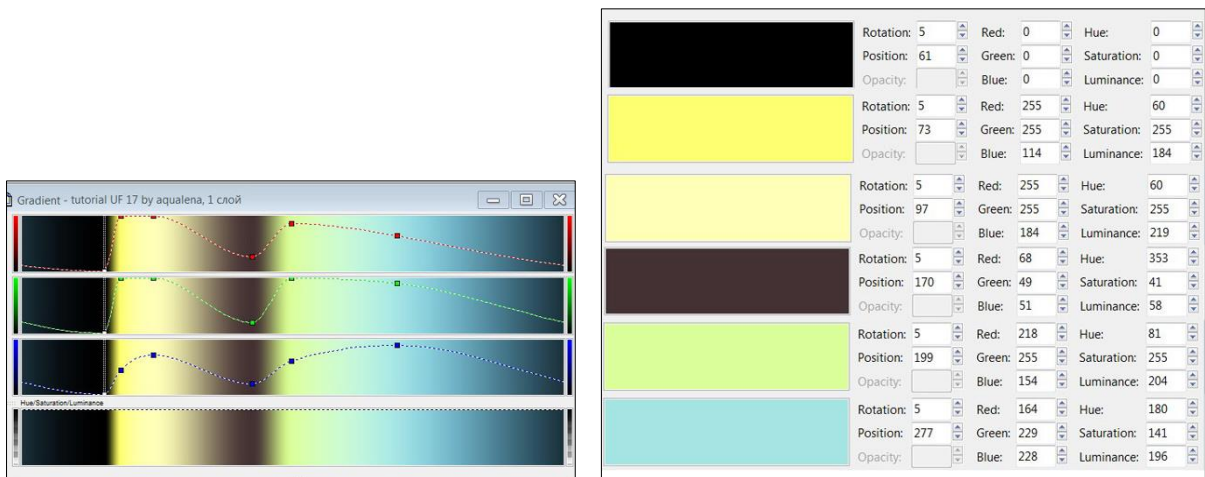 Gradient - tutorial UF 17 by aqualena, 1 слой
Hue/Saturation/Luminance
Rotation: 5 Red: 0 Hue: 0
Position: 61 Green: 0 Saturation: 0
Opacity: Blue: 0 Luminance: 0
Rotation: 5 Red: 255 Hue: 60
Position: 73 Green: 255 Saturation: 255
Opacity: Blue: 114 Luminance: 184
Rotation: 5 Red: 255 Hue: 60
Position: 97 Green: 255 Saturation: 255
Opacity: Blue: 184 Luminance: 219
Rotation: 5 Red: 68 Hue: 353
Position: 170 Green: 49 Saturation: 41
Opacity: Blue: 51 Luminance: 58
Rotation: 5 Red: 218 Hue: 81
Position: 199 Green: 255 Saturation: 255
Opacity: Blue: 154 Luminance: 204
Rotation: 5 Red: 164 Hue: 180
Position: 277 Green: 229 Saturation: 141
Opacity: Blue: 228 Luminance: 196